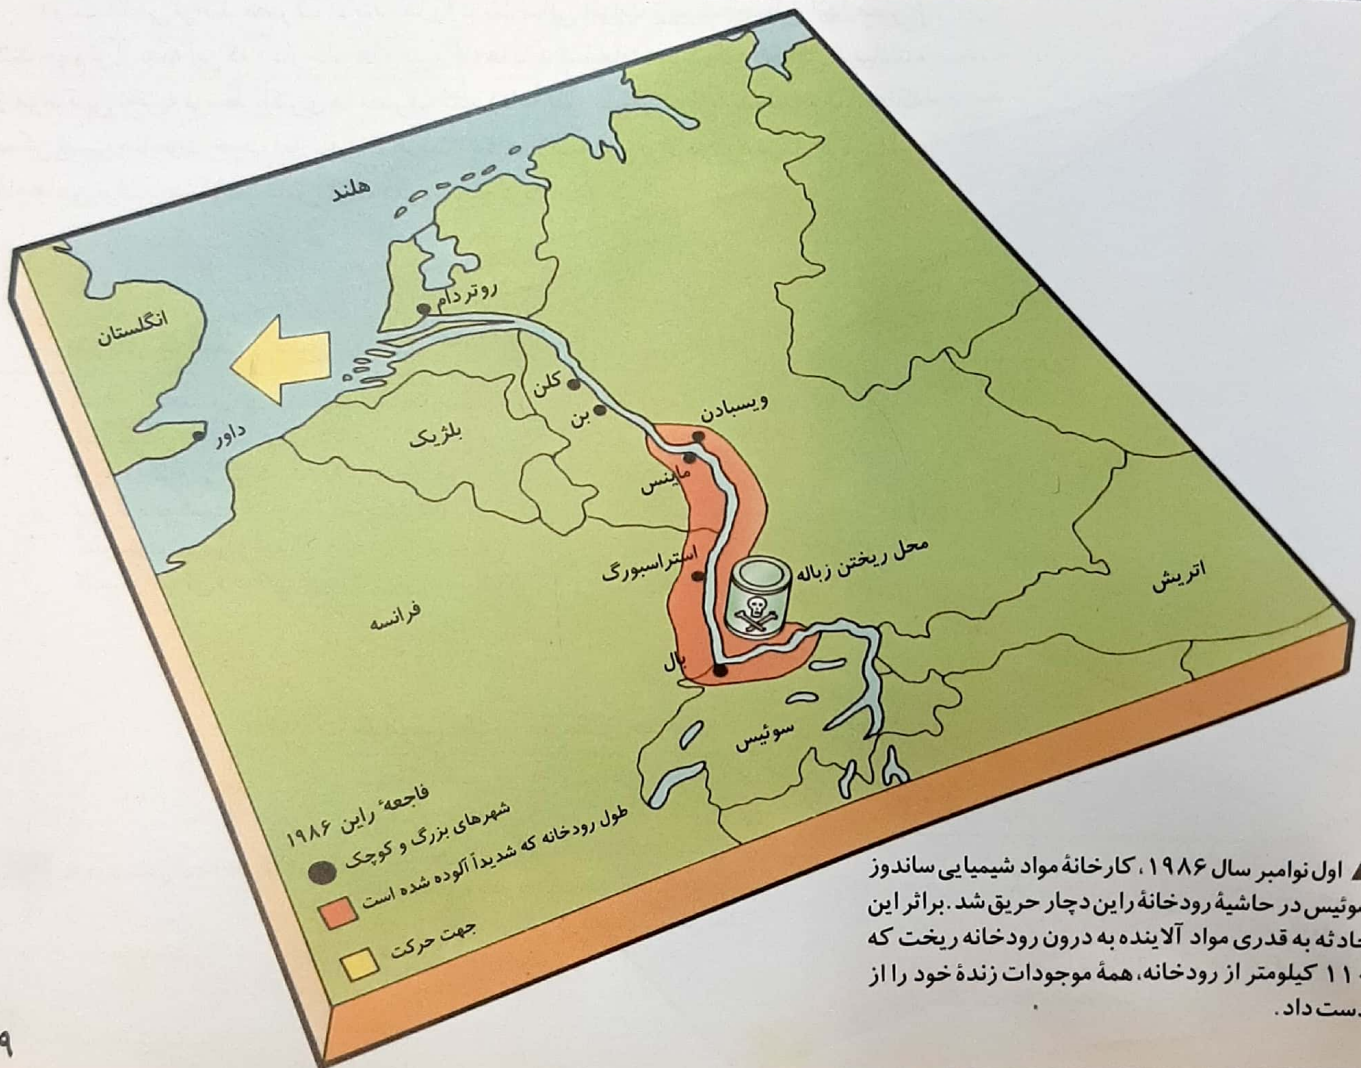 هلند
انگلستان
روتردام
داور
بلژیک
کلن
بن
ویسبادن
ماینس
استراسبورگ
محل ریختن زباله
اتریش
فرانسه
بال
سوئیس
فاجعهٔ راین ۱۹۸۶
شهرهای بزرگ و کوچک
طول رودخانه که شدیداً آلوده شده است
جهت حرکت
اول نوامبر سال ۱۹۸۶، کارخانهٔ مواد شیمیایی ساندوز
سوئیس در حاشیهٔ رودخانهٔ راین دچار حریق شد. براثر این
حادثه به قدری مواد آلاینده به درون رودخانه ریخت که
کیلومتر از رودخانه، همهٔ موجودات زندهٔ خود را از
دست داد.
۹